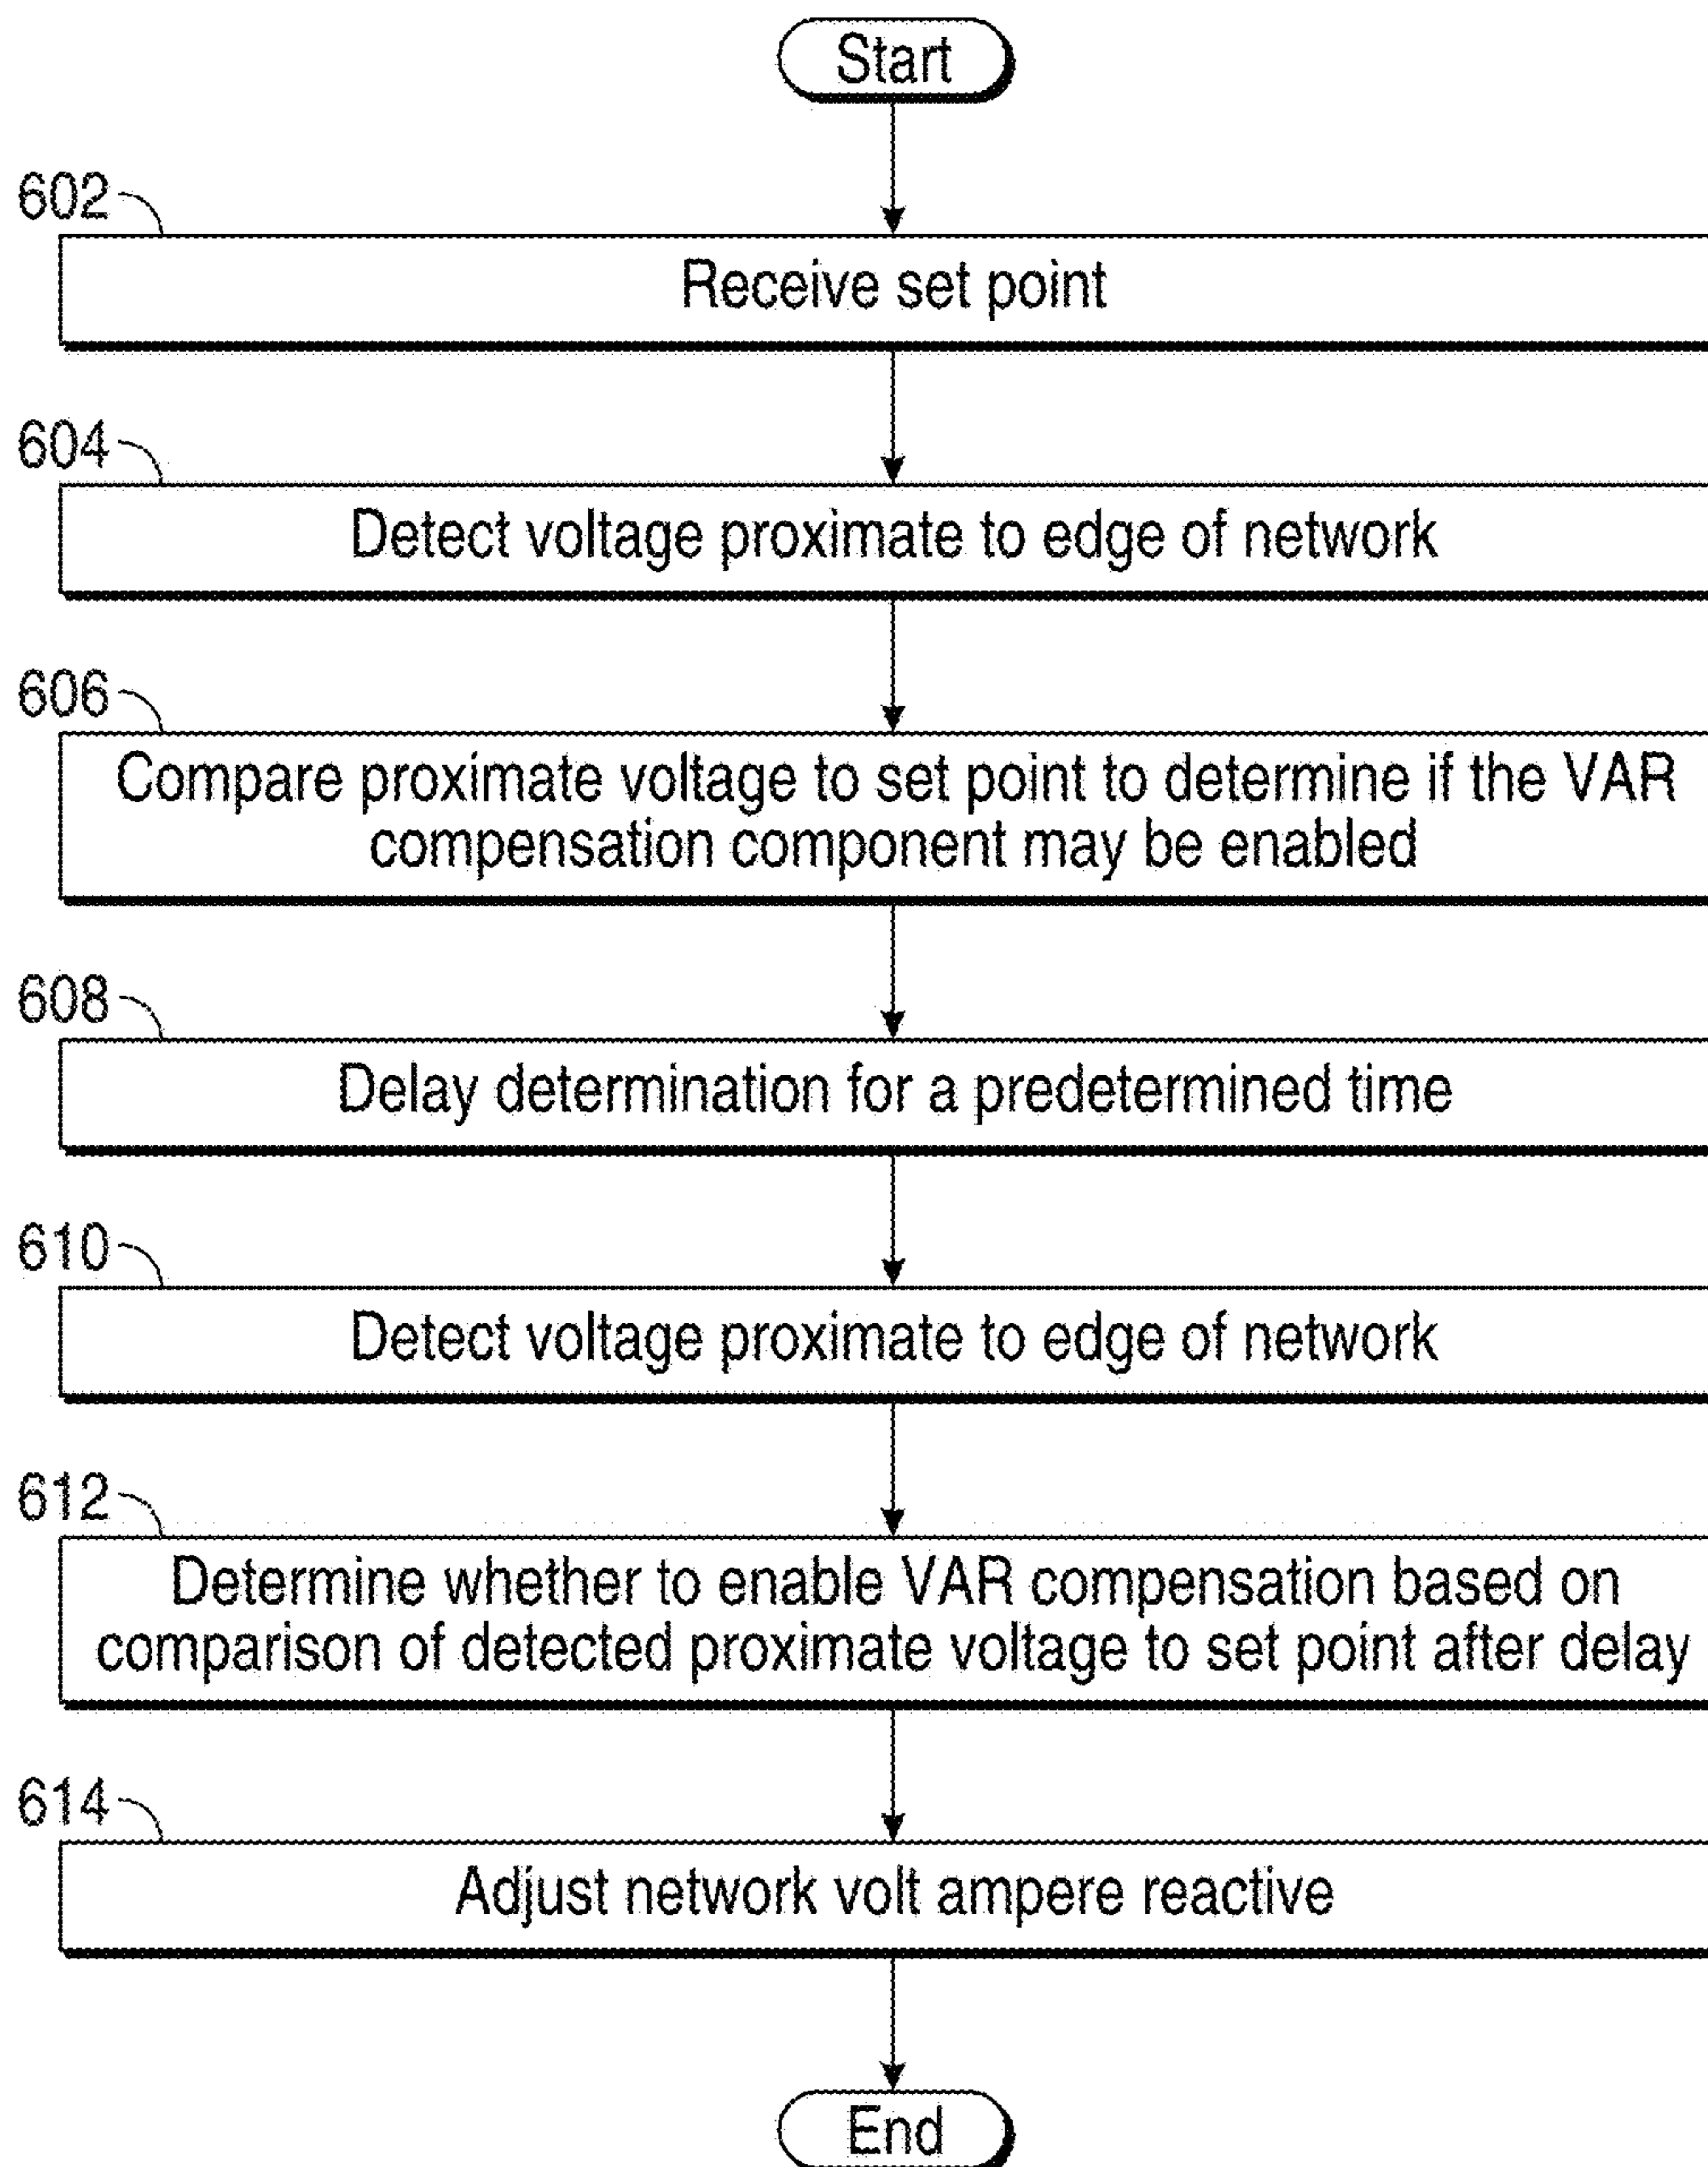 Start
602
Receive set point
604
Detect voltage proximate to edge of network
606
Compare proximate voltage to set point to determine if the VAR
compensation component may be enabled
608
Delay determination for a predetermined time
610
Detect voltage proximate to edge of network
612
Determine whether to enable VAR compensation based on
comparison of detected proximate voltage to set point after delay
614
Adjust network volt ampere reactive
End